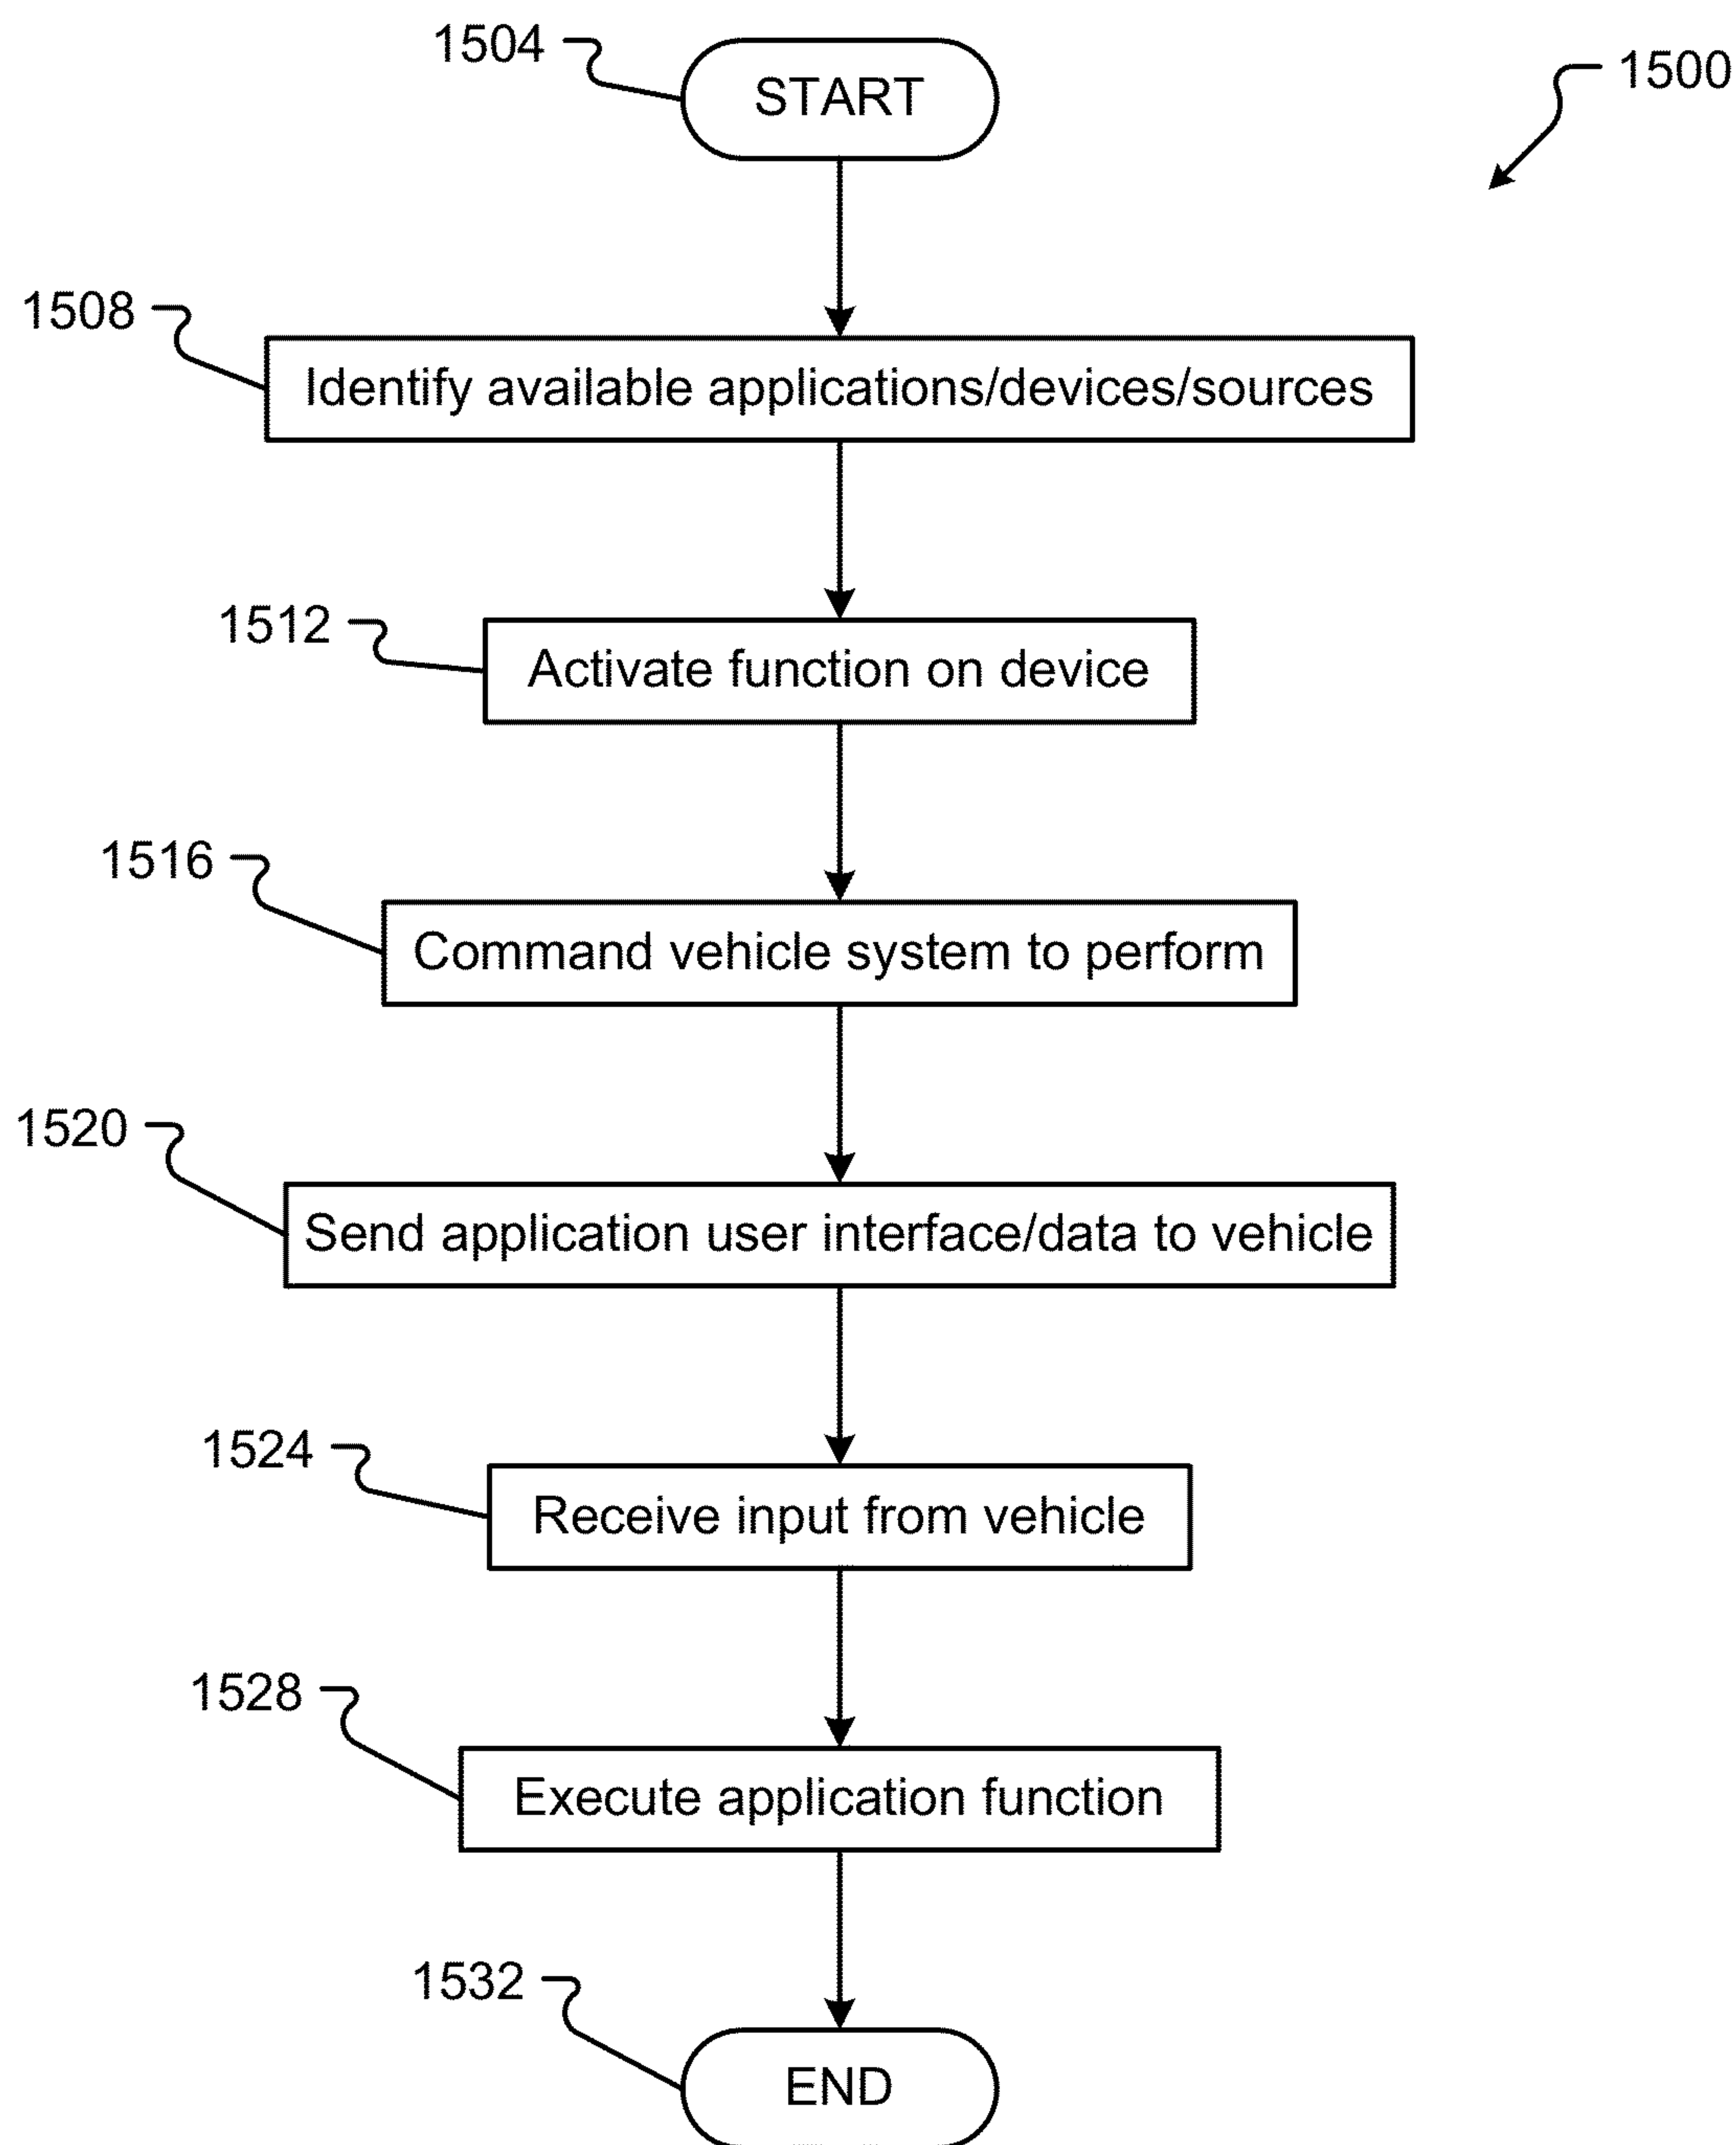 1504
START
1500
1508
Identify available applications/devices/sources
1512
Activate function on device
1516
Command vehicle system to perform
1520
Send application user interface/data to vehicle
1524
Receive input from vehicle
1528
Execute application function
1532
END